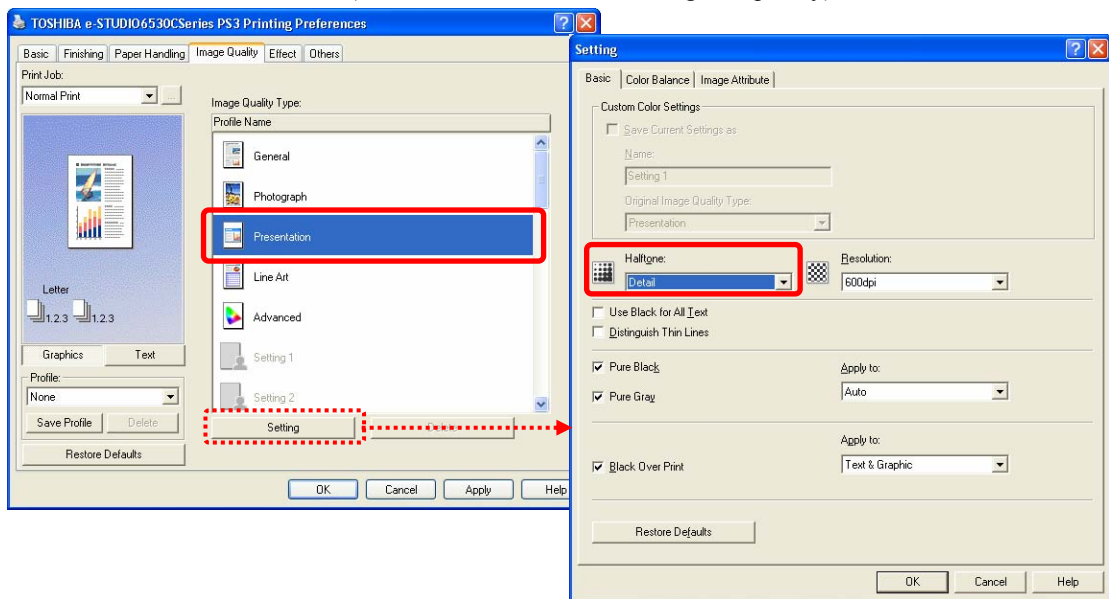 TOSHIBA e-STUDIO6530CSeries PS3 Printing Preferences
Basic Finishing Paper Handling Image Quality Effect Others
Print Job:
Normal Print ...
Image Quality Type:
Profile Name
General
Photograph
Presentation
Line Art
Advanced
Setting 1
Setting 2
Letter
1.2.3 1.2.3
Graphics Text
Profile:
None
Save Profile Delete
Restore Defaults
Setting Delete
OK Cancel Apply Help
Setting
Basic Color Balance Image Attribute
Custom Color Settings
Save Current Settings as
Name:
Setting 1
Original Image Quality Type:
Presentation
Halftone: Resolution:
Detail 600dpi
Use Black for All Text
Distinguish Thin Lines
Pure Black Apply to:
Pure Gray Auto
Apply to:
Black Over Print Text & Graphic
Restore Defaults
OK Cancel Help